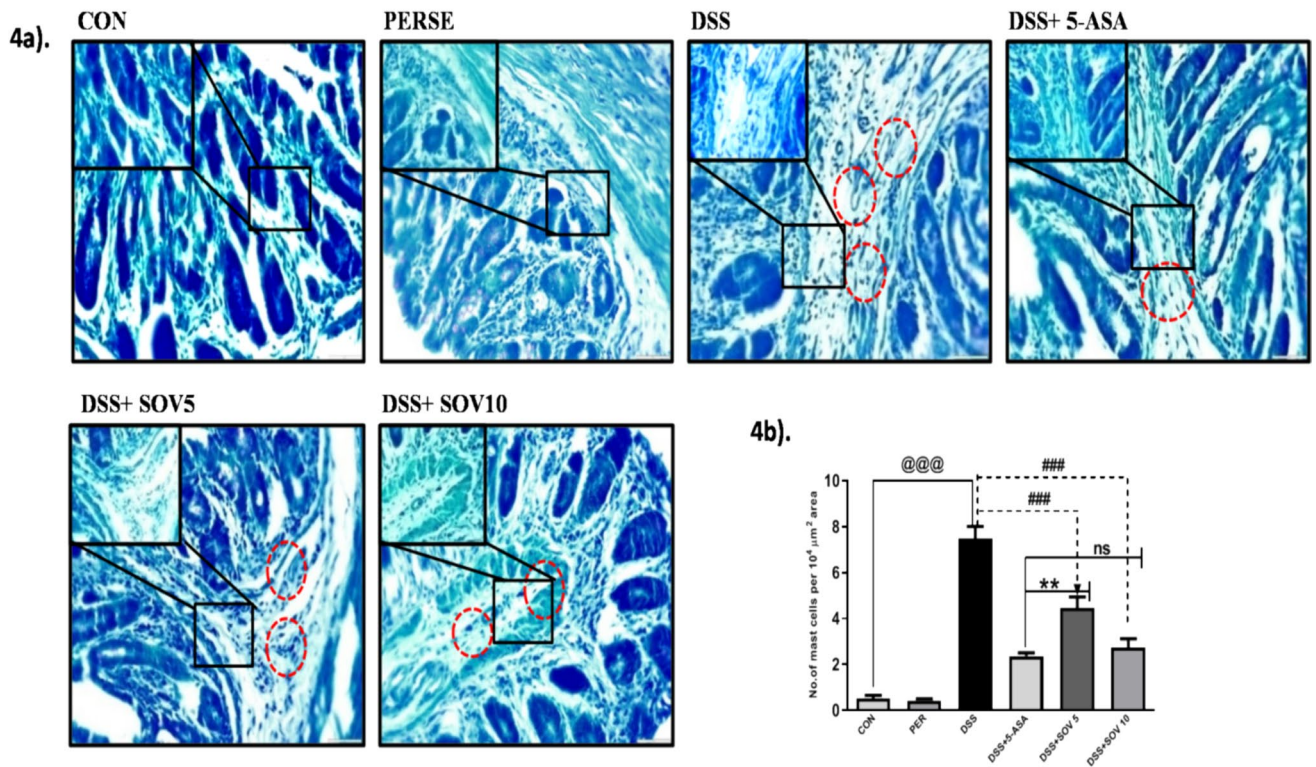 4a).
CON
PERSE
DSS
DSS+ 5-ASA
DSS+ SOV5
DSS+ SOV10
4b).
@@@
###
###
ns
**
No.of mast cells per 10⁴ μm² area
10
8
6
4
2
0
CON
PER
DSS
DSS+5-ASA
DSS+SOV 5
DSS+SOV 10